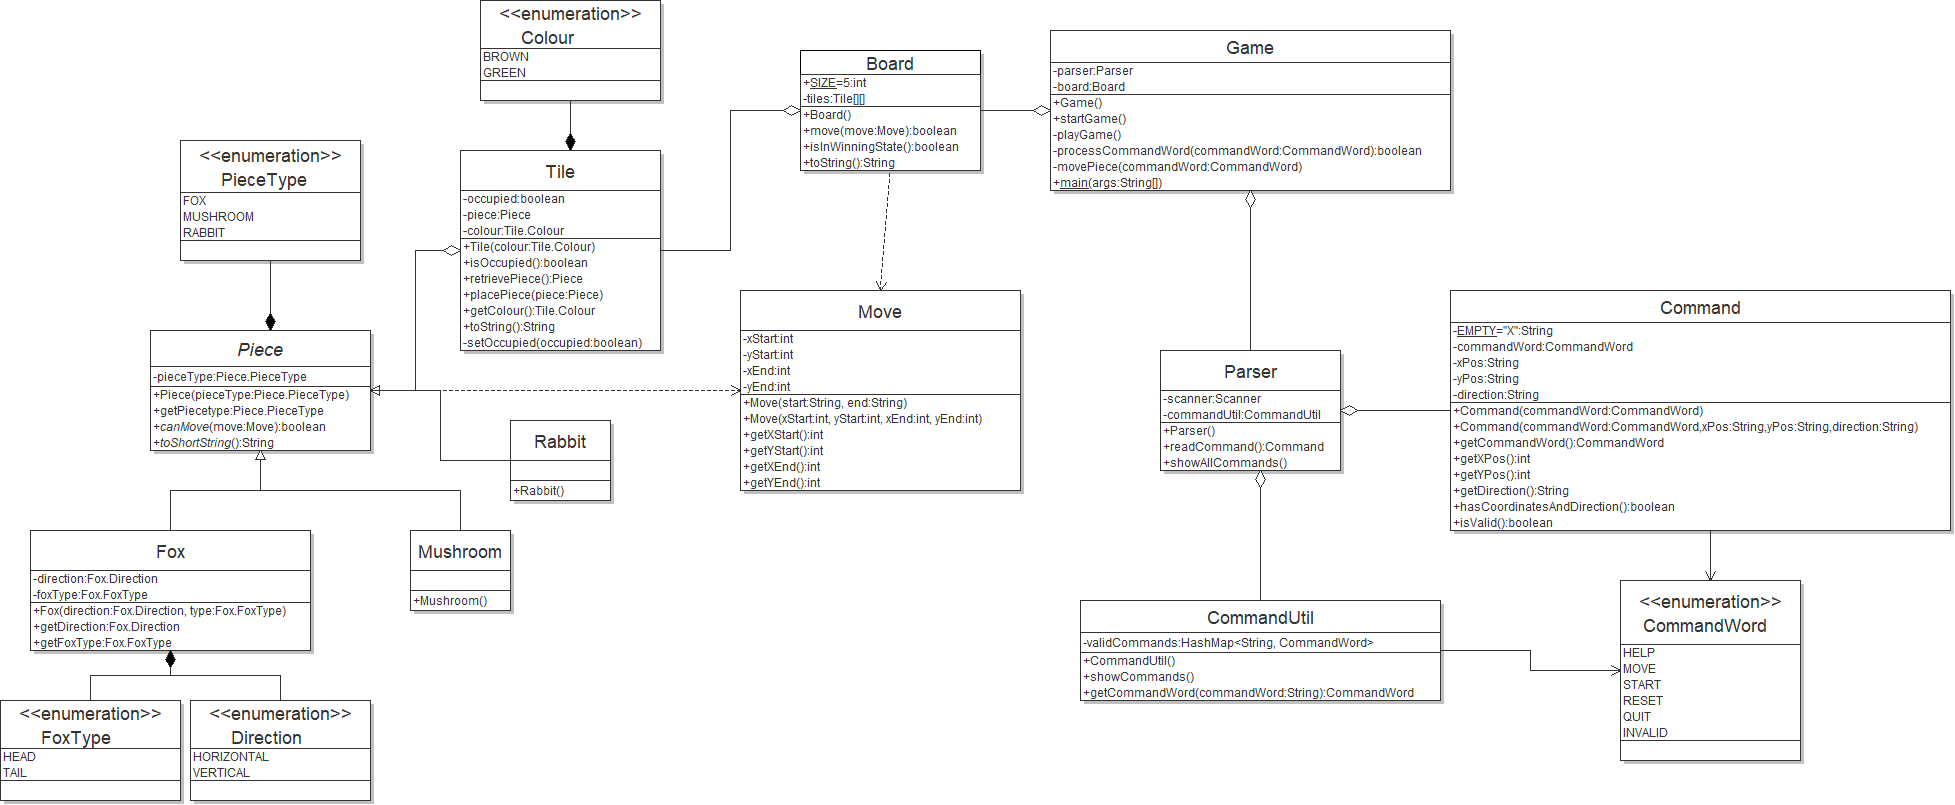 <<enumeration>>
Colour
BROWN
GREEN
Board
+SIZE=5:int
-tiles:Tile[][]
+Board()
+move(move:Move):boolean
+isInWinningState():boolean
+toString():String
Game
-parser:Parser
-board:Board
+Game()
+startGame()
-playGame()
-processCommandWord(commandWord:CommandWord):boolean
-movePiece(commandWord:CommandWord)
+main(args:String[])
<<enumeration>>
PieceType
FOX
MUSHROOM
RABBIT
Tile
-occupied:boolean
-piece:Piece
-colour:Tile.Colour
+Tile(colour:Tile.Colour)
+isOccupied():boolean
+retrievePiece():Piece
+placePiece(piece:Piece)
+getColour():Tile.Colour
+toString():String
-setOccupied(occupied:boolean)
Piece
-pieceType:Piece.PieceType
+Piece(pieceType:Piece.PieceType)
+getPiecetype:Piece.PieceType
+canMove(move:Move):boolean
+toShortString():String
Move
-xStart:int
-yStart:int
-xEnd:int
-yEnd:int
+Move(start:String, end:String)
+Move(xStart:int, yStart:int, xEnd:int, yEnd:int)
+getXStart():int
+getYStart():int
+getXEnd():int
+getYEnd():int
Rabbit
+Rabbit()
Parser
-scanner:Scanner
-commandUtil:CommandUtil
+Parser()
+readCommand():Command
+showAllCommands()
Command
-EMPTY="X":String
-commandWord:CommandWord
-xPos:String
-yPos:String
-direction:String
+Command(commandWord:CommandWord)
+Command(commandWord:CommandWord,xPos:String,yPos:String,direction:String)
+getCommandWord():CommandWord
+getXPos():int
+getYPos():int
+getDirection():String
+hasCoordinatesAndDirection():boolean
+isValid():boolean
Fox
-direction:Fox.Direction
-foxType:Fox.FoxType
+Fox(direction:Fox.Direction, type:Fox.FoxType)
+getDirection:Fox.Direction
+getFoxType:Fox.FoxType
Mushroom
+Mushroom()
CommandUtil
-validCommands:HashMap<String, CommandWord>
+CommandUtil()
+showCommands()
+getCommandWord(commandWord:String):CommandWord
<<enumeration>>
CommandWord
HELP
MOVE
START
RESET
QUIT
INVALID
<<enumeration>>
FoxType
HEAD
TAIL
<<enumeration>>
Direction
HORIZONTAL
VERTICAL